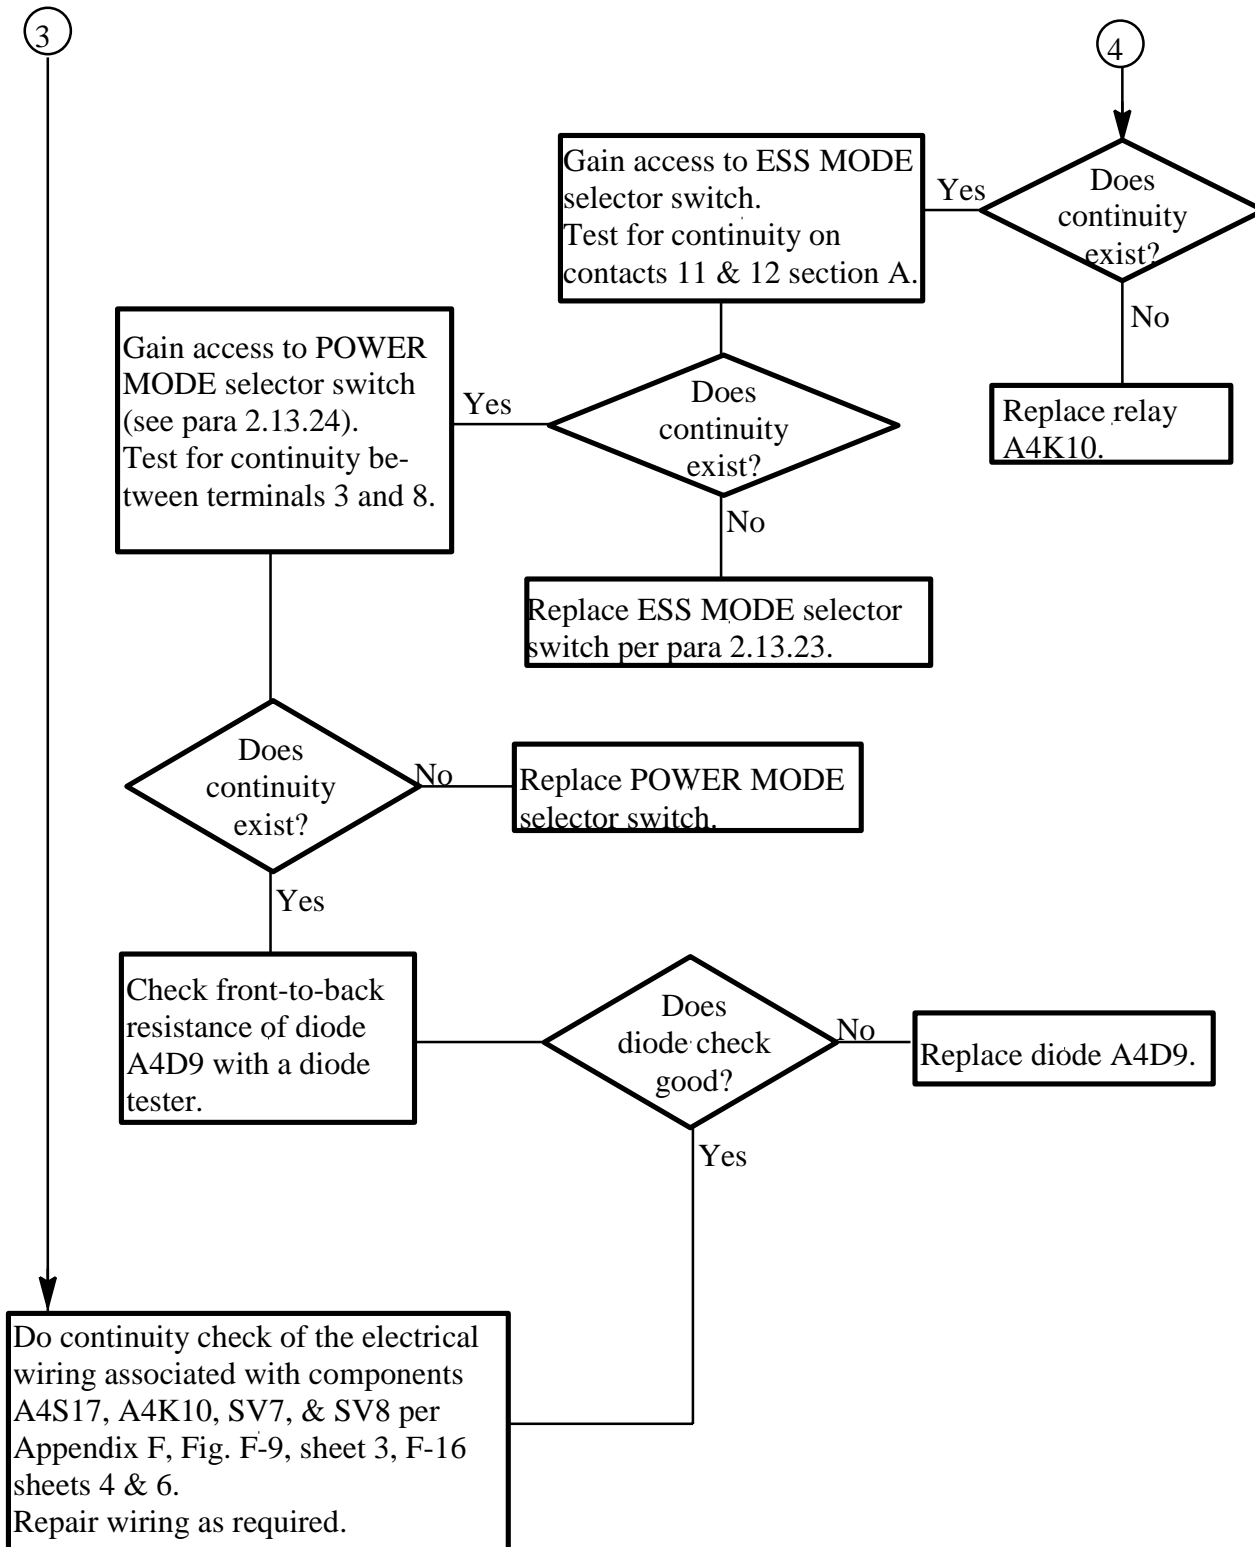 3
4
Gain access to ESS MODE
selector switch.
Test for continuity on
contacts 11 & 12 section A.
Yes
Does
continuity
exist?
No
Replace relay
A4K10.
Gain access to POWER
MODE selector switch
(see para 2.13.24).
Test for continuity be-
tween terminals 3 and 8.
Yes
Does
continuity
exist?
No
Replace ESS MODE selector
switch per para 2.13.23.
Does
continuity
exist?
No
Replace POWER MODE
selector switch.
Yes
Check front-to-back
resistance of diode
A4D9 with a diode
tester.
Does
diode check
good?
No
Replace diode A4D9.
Yes
Do continuity check of the electrical
wiring associated with components
A4S17, A4K10, SV7, & SV8 per
Appendix F, Fig. F-9, sheet 3, F-16
sheets 4 & 6.
Repair wiring as required.